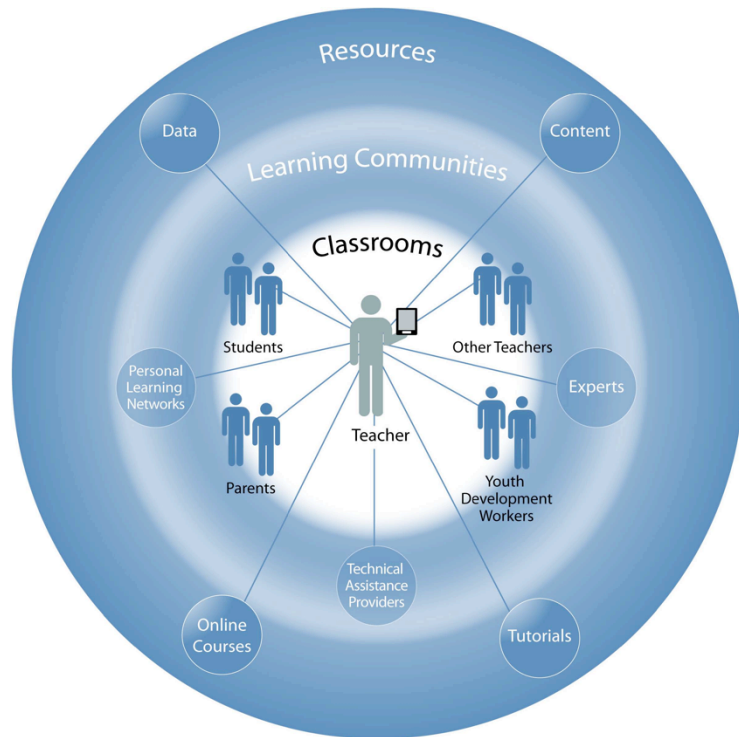 Resources
Data
Content
Learning Communities
Classrooms
Students
Other Teachers
Personal
Learning
Networks
Experts
Teacher
Parents
Youth
Development
Workers
Technical
Assistance
Providers
Online
Courses
Tutorials